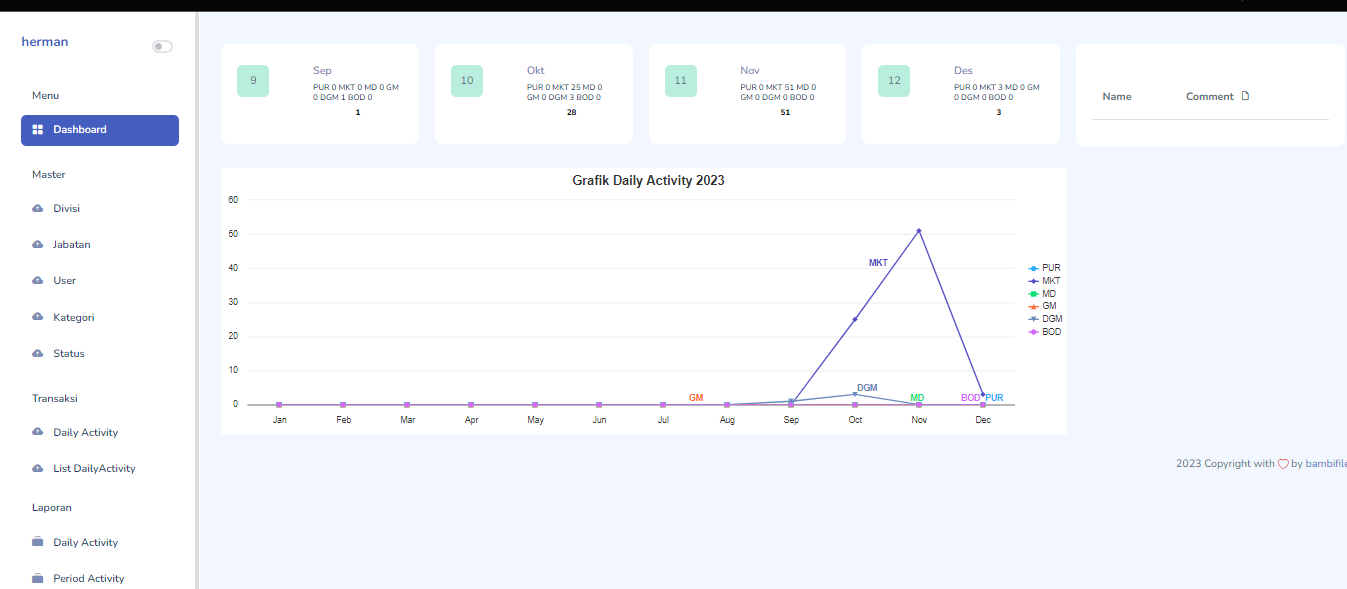 herman
Menu
Dashboard
Master
Divisi
Jabatan
User
Kategori
Status
Transaksi
Daily Activity
List DailyActivity
Laporan
Daily Activity
Period Activity
9
Sep
PUR 0 MKT 0 MD 0 GM
0 DGM 1 BOD 0
1
10
Okt
PUR 0 MKT 25 MD 0
GM 0 DGM 3 BOD 0
28
11
Nov
PUR 0 MKT 51 MD 0
GM 0 DGM 0 BOD 0
51
12
Des
PUR 0 MKT 3 MD 0 GM
0 DGM 0 BOD 0
3
Name Comment
Grafik Daily Activity 2023
60
50
40
30
20
10
0
MKT
DGM
GM
MD
BOD
PUR
Jan Feb Mar Apr May Jun Jul Aug Sep Oct Nov Dec
PUR
MKT
MD
GM
DGM
BOD
2023 Copyright with by bambifile